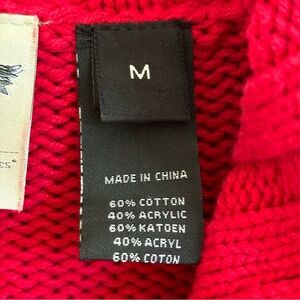 M
MADE IN CHINA
60% COTTON
40% ACRYLIC
60% KATOEN
40% ACRYL
60% COTON